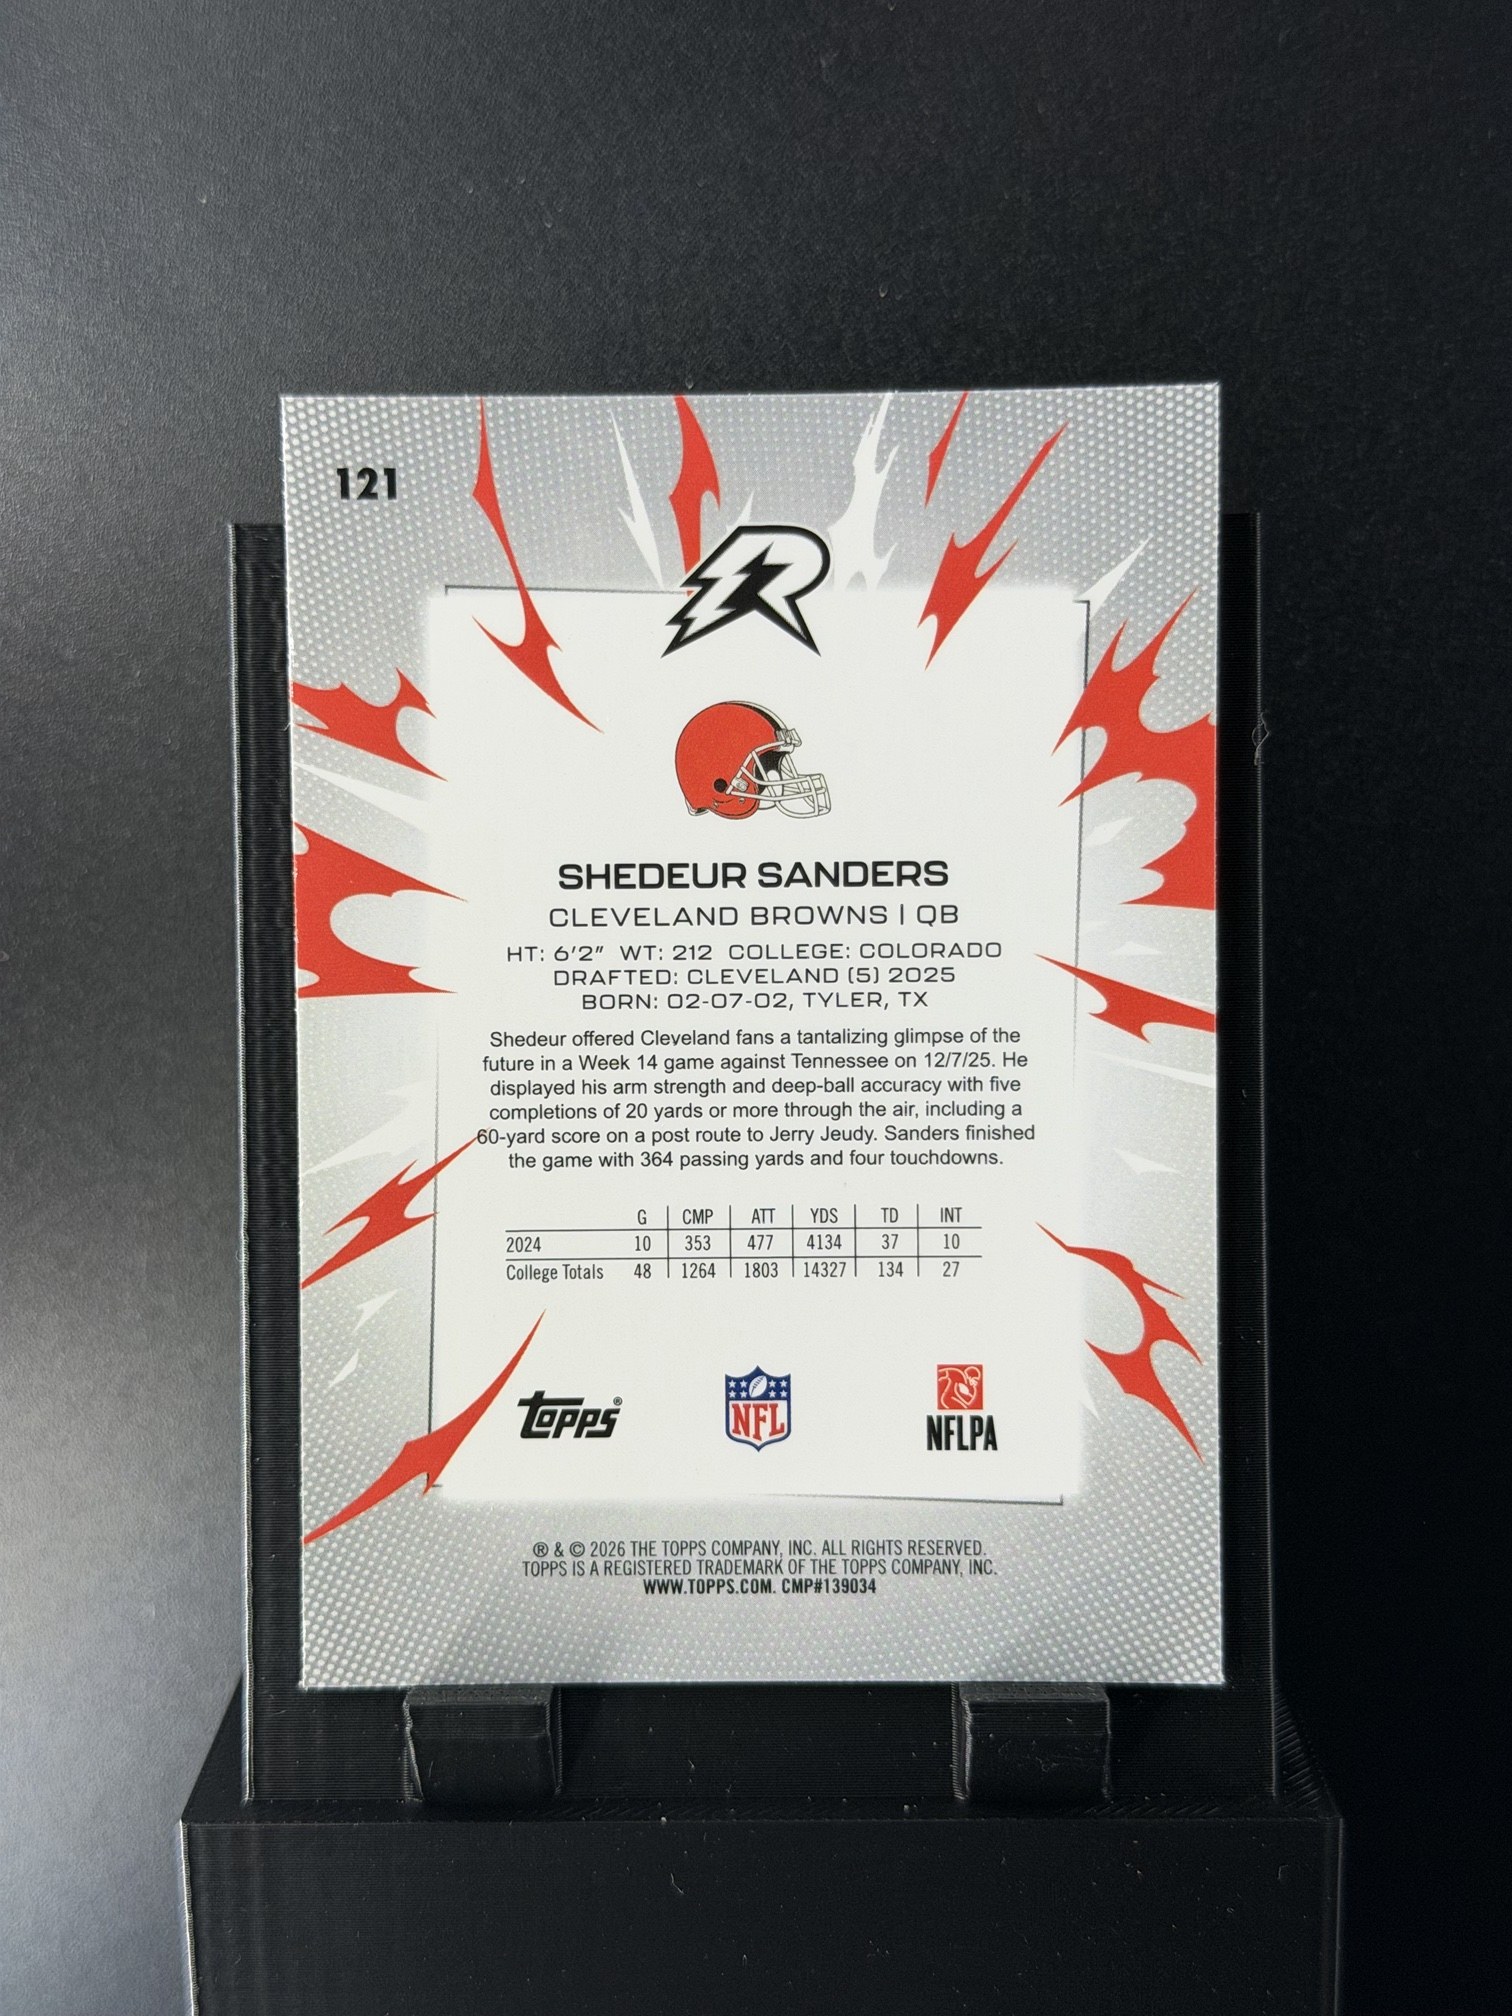 121
R
SHEDEUR SANDERS
CLEVELAND BROWNS | QB
HT: 6'2" WT: 212 COLLEGE: COLORADO
DRAFTED: CLEVELAND (5) 2025
BORN: 02-07-02, TYLER, TX
Shedeur offered Cleveland fans a tantalizing glimpse of the
future in a Week 14 game against Tennessee on 12/7/25. He
displayed his arm strength and deep-ball accuracy with five
completions of 20 yards or more through the air, including a
60-yard score on a post route to Jerry Jeudy. Sanders finished
the game with 364 passing yards and four touchdowns.
G CMP ATT YDS TD INT
2024 10 353 477 4134 37 10
College Totals 48 1264 1803 14327 134 27
Topps® NFL NFLPA
® & © 2026 THE TOPPS COMPANY, INC. ALL RIGHTS RESERVED.
TOPPS IS A REGISTERED TRADEMARK OF THE TOPPS COMPANY, INC.
WWW.TOPPS.COM. CMP#139034